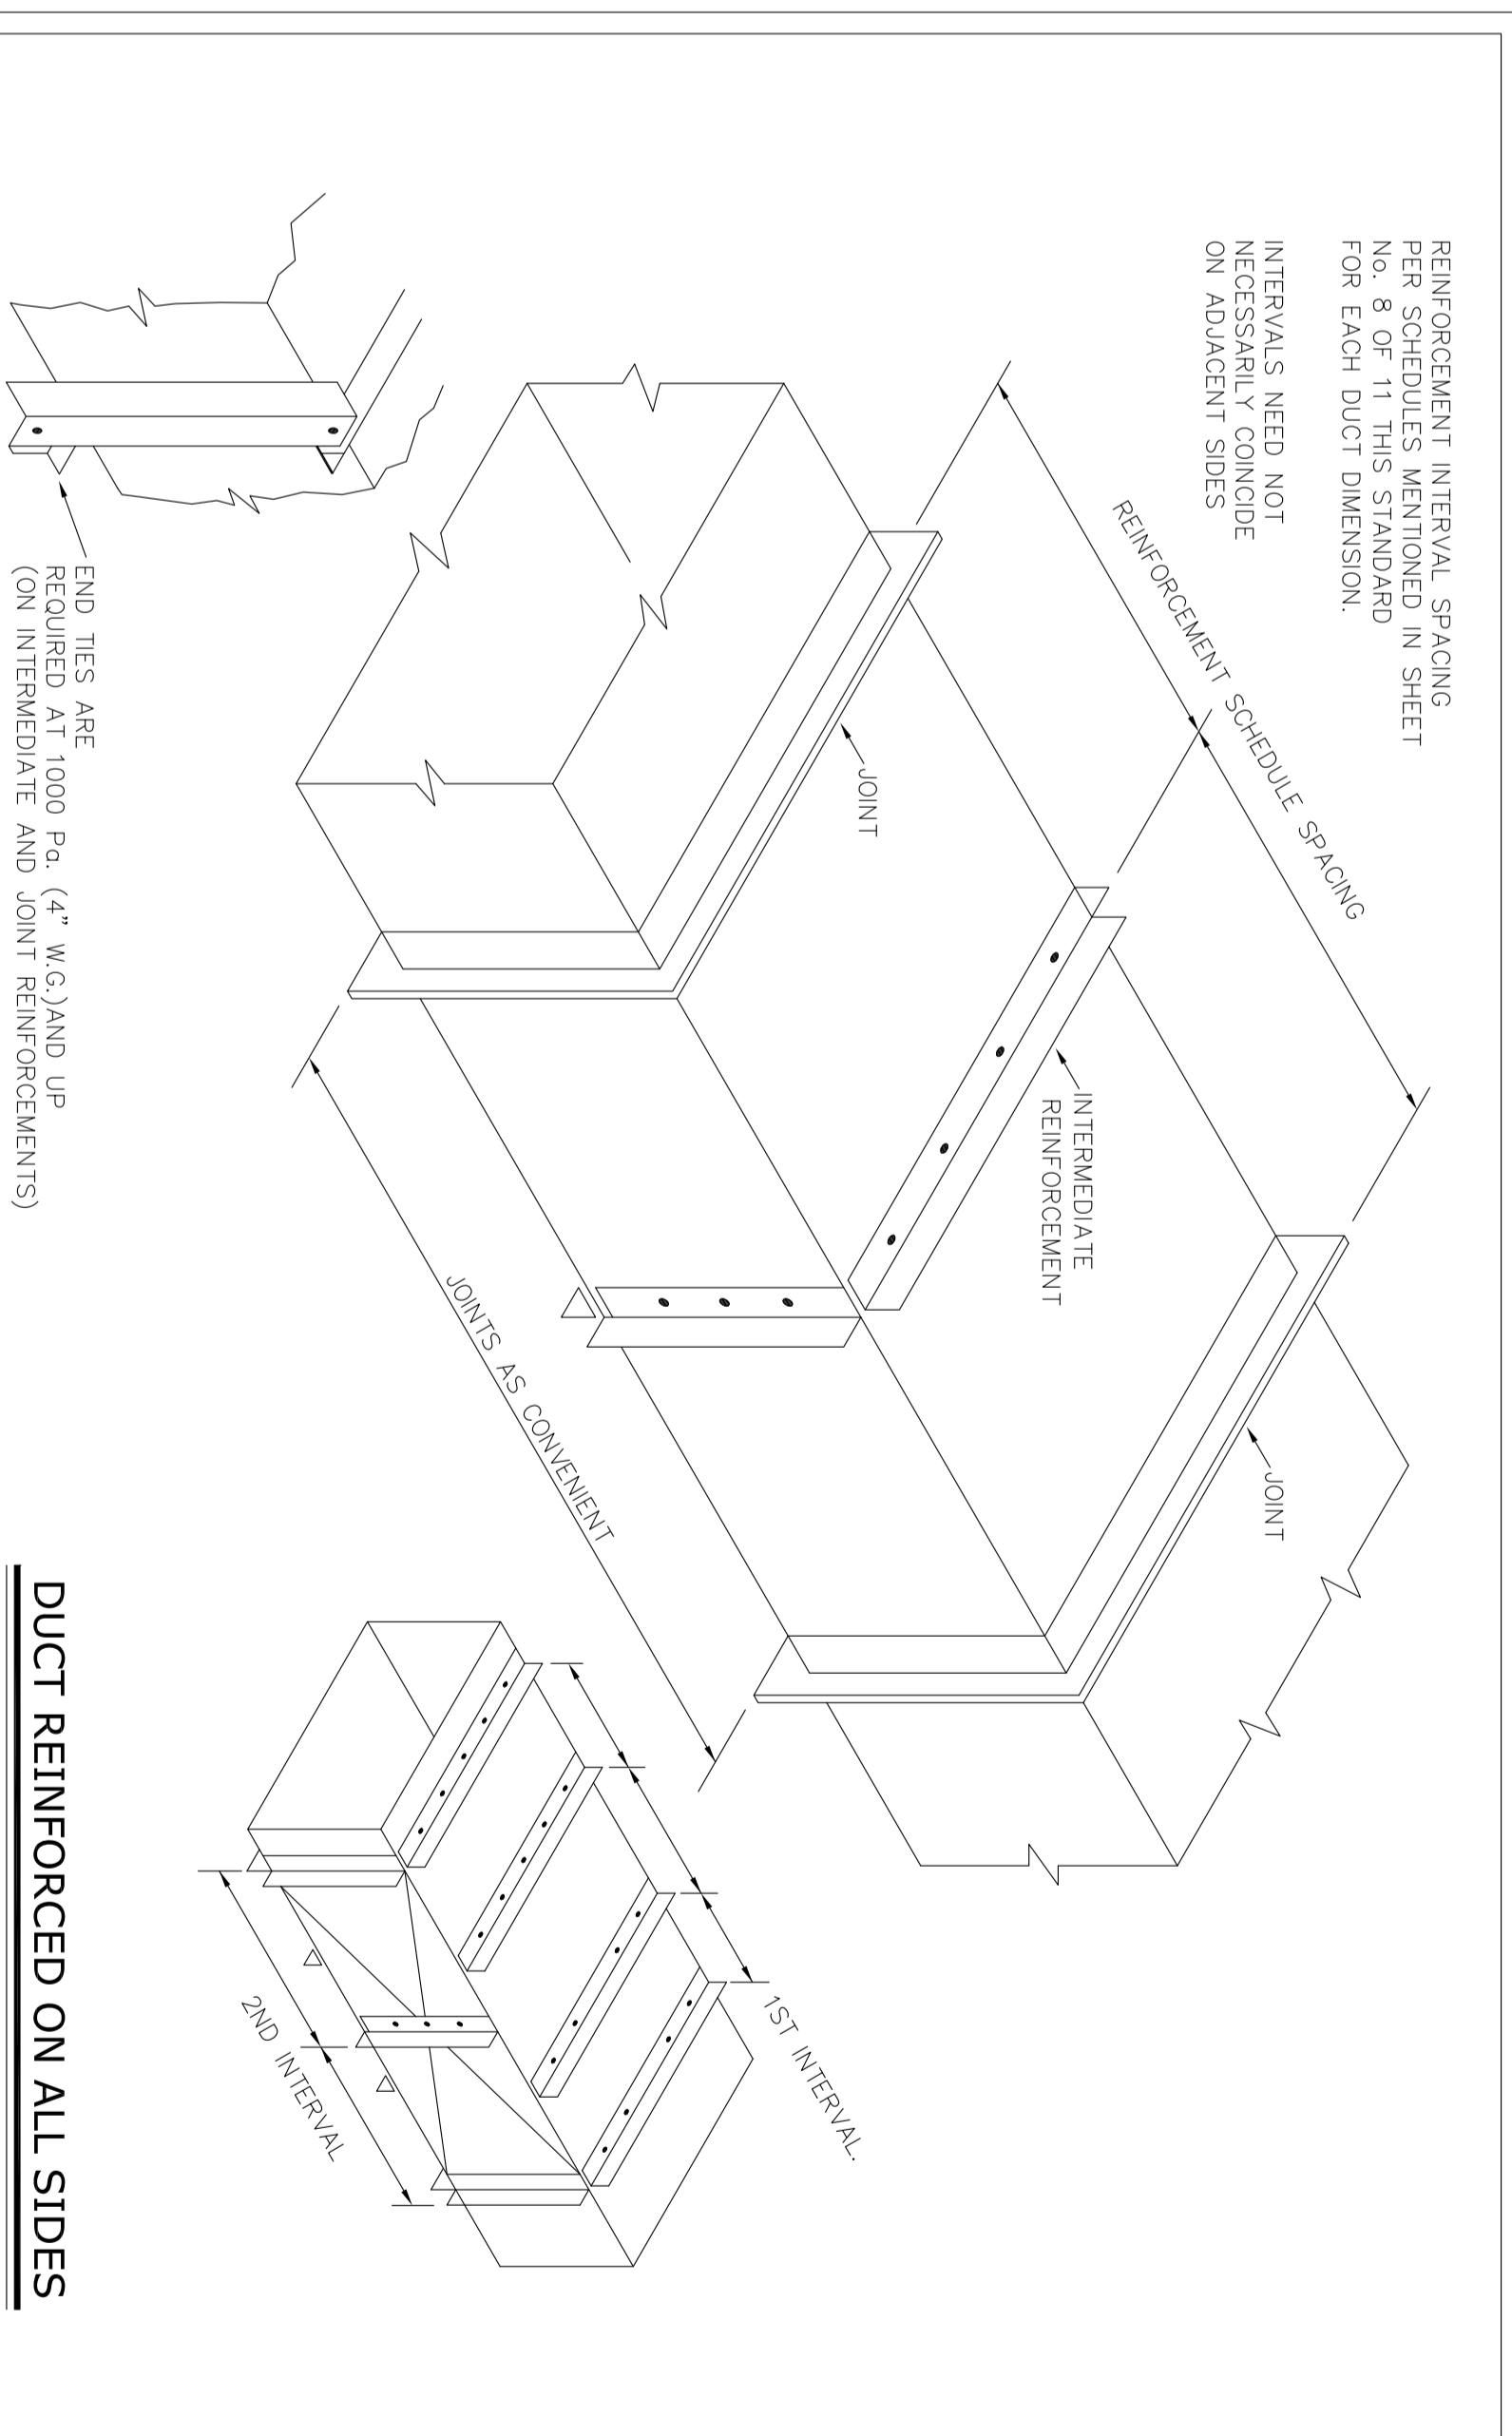 REINFORCEMENT INTERVAL SPACING
PER SCHEDULES MENTIONED IN SHEET
No. 8 OF 11 THIS STANDARD
FOR EACH DUCT DIMENSION.
INTERVALS NEED NOT
NECESSARILY COINCIDE
ON ADJACENT SIDES
REINFORCEMENT SCHEDULE SPACING
JOINT
INTERMEDIATE
REINFORCEMENT
JOINT
JOINTS AS CONVENIENT
1ST INTERVAL.
2ND INTERVAL
END TIES ARE
REQUIRED AT 1000 Pa. (4" W.G.)AND UP
(ON INTERMEDIATE AND JOINT REINFORCEMENTS)
DUCT REINFORCED ON ALL SIDES